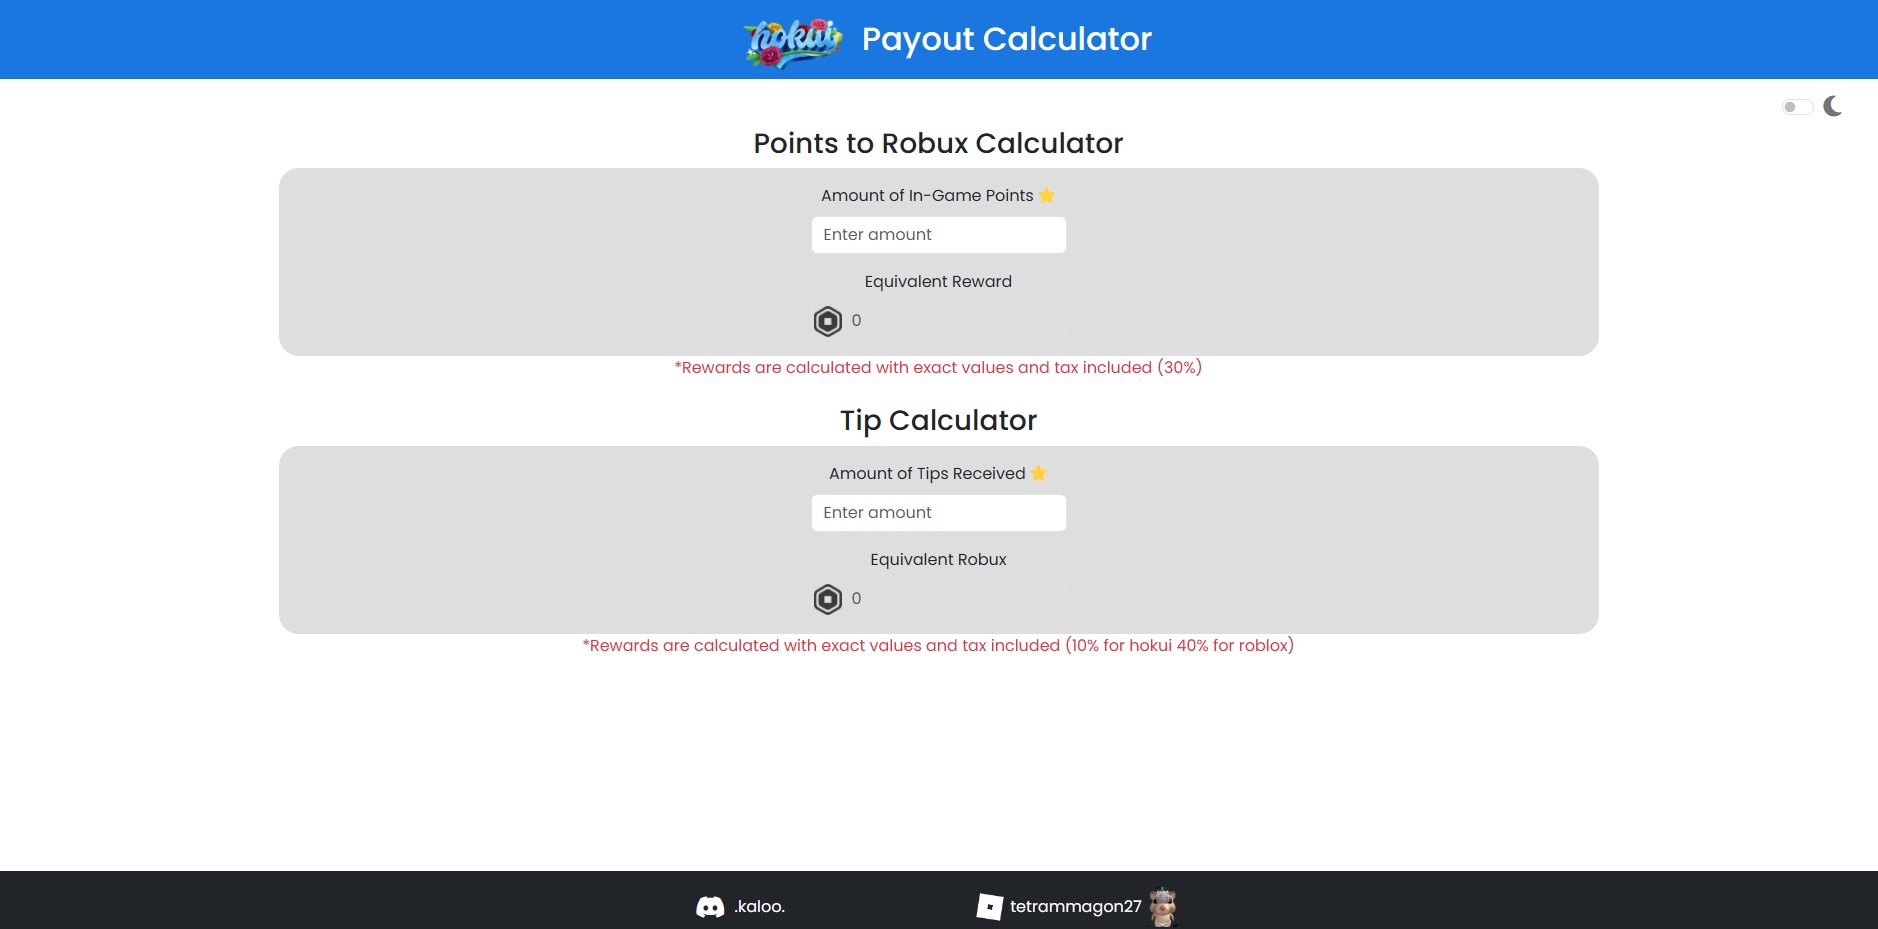 hokui Payout Calculator
Points to Robux Calculator
Amount of In-Game Points ⭐
Enter amount
Equivalent Reward
0
*Rewards are calculated with exact values and tax included (30%)
Tip Calculator
Amount of Tips Received ⭐
Enter amount
Equivalent Robux
0
*Rewards are calculated with exact values and tax included (10% for hokui 40% for roblox)
.kaloo. tetrammagon27